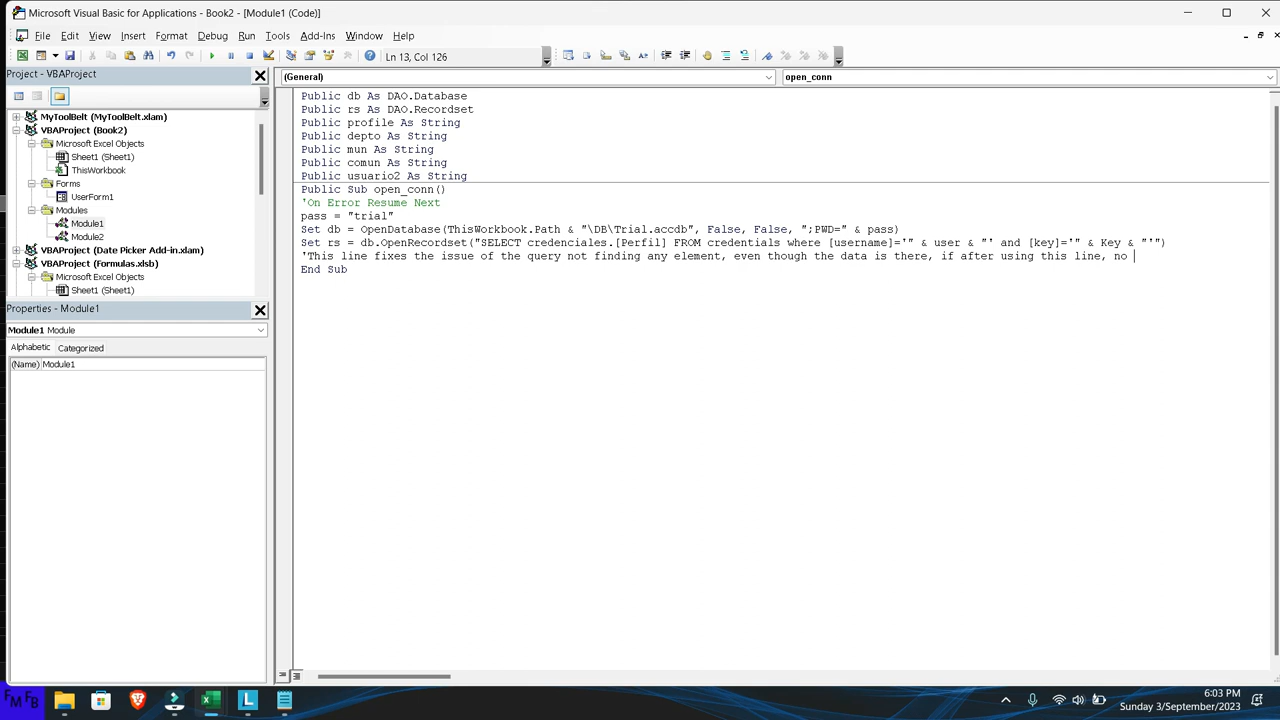 Microsoft Visual Basic for Applications - Book2 - [Module1 (Code)]
File Edit View Insert Format Debug Run Tools Add-Ins Window Help
Ln 13, Col 126
Project - VBAProject
(General)
open_conn
MyToolBelt (MyToolBelt.xlam)
VBAProject (Book2)
Microsoft Excel Objects
Sheet1 (Sheet1)
ThisWorkbook
Forms
UserForm1
Modules
Module1
Module2
VBAProject (Date Picker Add-in.xlam)
VBAProject (Formulas.xlsb)
Microsoft Excel Objects
Sheet1 (Sheet1)
Properties - Module1
Module1 Module
Alphabetic Categorized
(Name) Module1
Public db As DAO.Database
Public rs As DAO.Recordset
Public profile As String
Public depto As String
Public mun As String
Public comun As String
Public usuario2 As String
Public Sub open_conn()
'On Error Resume Next
pass = "trial"
Set db = OpenDatabase(ThisWorkbook.Path & "\DB\Trial.accdb", False, False, ";PWD=" & pass)
Set rs = db.OpenRecordset("SELECT credenciales.[Perfil] FROM credentials where [username]='" & user & "' and [key]='" & Key & "'")
'This line fixes the issue of the query not finding any element, even though the data is there, if after using this line, no
End Sub
FM FB
L
6:03 PM
Sunday 3/September/2023